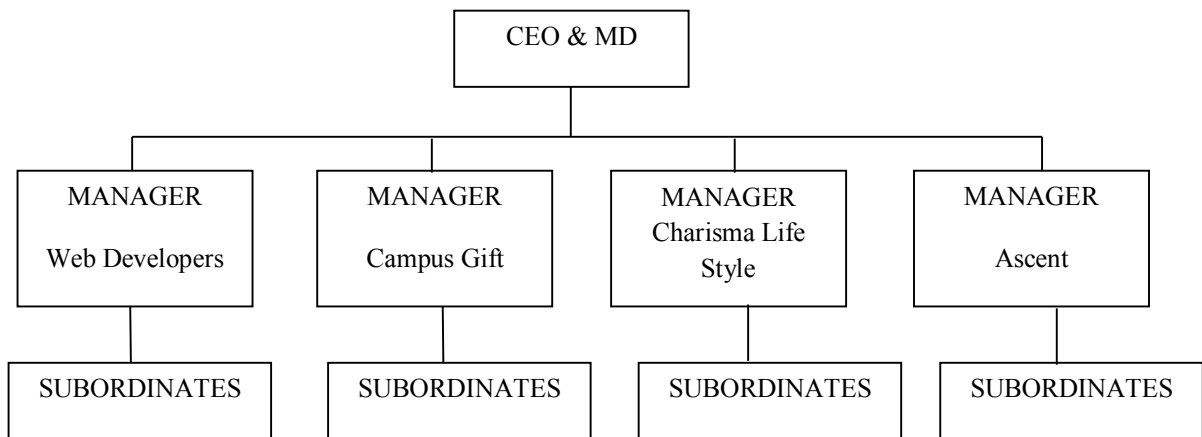 CEO & MD
MANAGER
Web Developers
MANAGER
Campus Gift
MANAGER
Charisma Life
Style
MANAGER
Ascent
SUBORDINATES
SUBORDINATES
SUBORDINATES
SUBORDINATES